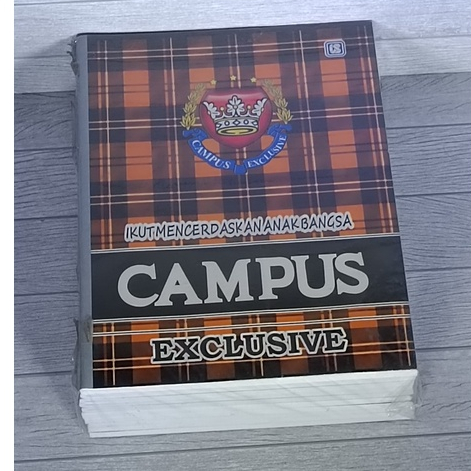 CAMPUS EXCLUSIVE
IKUT MENCERDASKAN ANAK BANGSA
CAMPUS
EXCLUSIVE